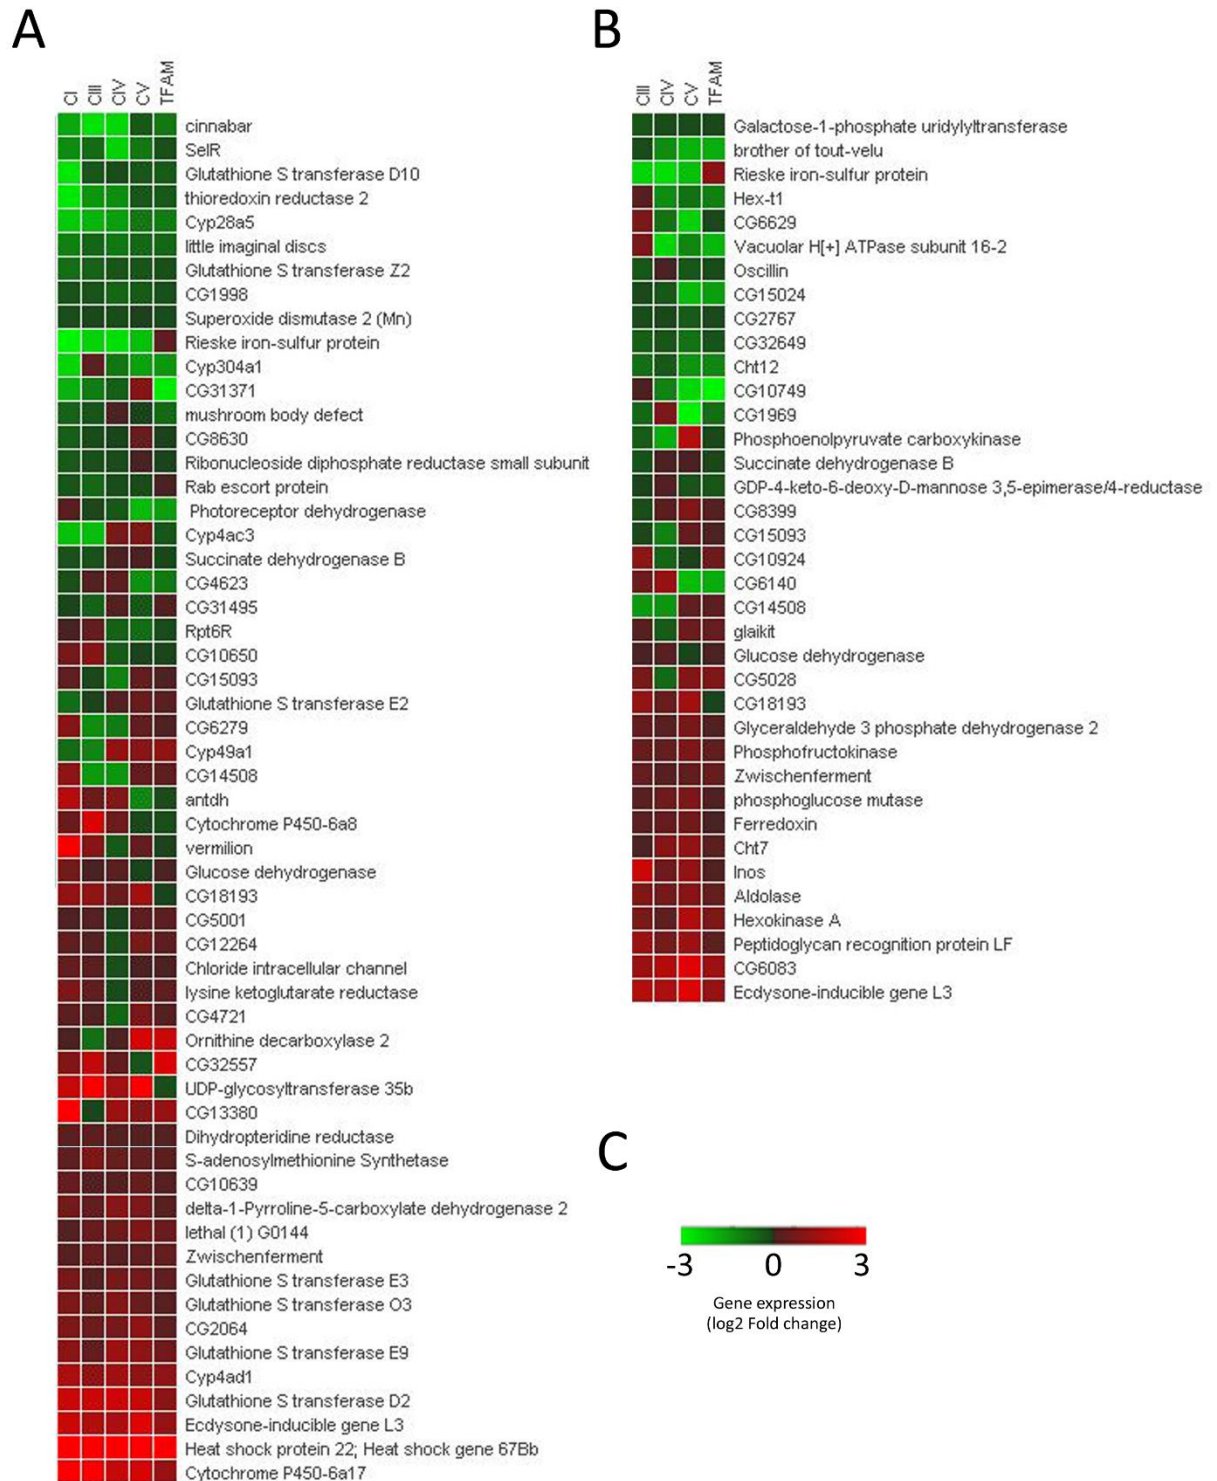 A
CI
CIII
CIV
CV
TFAM
cinnabar
SelR
Glutathione S transferase D10
thioredoxin reductase 2
Cyp28a5
little imaginal discs
Glutathione S transferase Z2
CG1998
Superoxide dismutase 2 (Mn)
Rieske iron-sulfur protein
Cyp304a1
CG31371
mushroom body defect
CG8630
Ribonucleoside diphosphate reductase small subunit
Rab escort protein
Photoreceptor dehydrogenase
Cyp4ac3
Succinate dehydrogenase B
CG4623
CG31495
Rpt6R
CG10650
CG15093
Glutathione S transferase E2
CG6279
Cyp49a1
CG14508
antdh
Cytochrome P450-6a8
vermilion
Glucose dehydrogenase
CG18193
CG5001
CG12264
Chloride intracellular channel
lysine ketoglutarate reductase
CG4721
Ornithine decarboxylase 2
CG32557
UDP-glycosyltransferase 35b
CG13380
Dihydropteridine reductase
S-adenosylmethionine Synthetase
CG10639
delta-1-Pyrroline-5-carboxylate dehydrogenase 2
lethal (1) G0144
Zwischenferment
Glutathione S transferase E3
Glutathione S transferase O3
CG2064
Glutathione S transferase E9
Cyp4ad1
Glutathione S transferase D2
Ecdysone-inducible gene L3
Heat shock protein 22; Heat shock gene 67Bb
Cytochrome P450-6a17
B
CIII
CIV
CV
TFAM
Galactose-1-phosphate uridylyltransferase
brother of tout-velu
Rieske iron-sulfur protein
Hex-t1
CG6629
Vacuolar H[+] ATPase subunit 16-2
Oscillin
CG15024
CG2767
CG32649
Cht12
CG10749
CG1969
Phosphoenolpyruvate carboxykinase
Succinate dehydrogenase B
GDP-4-keto-6-deoxy-D-mannose 3,5-epimerase/4-reductase
CG8399
CG15093
CG10924
CG6140
CG14508
glaikit
Glucose dehydrogenase
CG5028
CG18193
Glyceraldehyde 3 phosphate dehydrogenase 2
Phosphofructokinase
Zwischenferment
phosphoglucose mutase
Ferredoxin
Cht7
Inos
Aldolase
Hexokinase A
Peptidoglycan recognition protein LF
CG6083
Ecdysone-inducible gene L3
C
-3 0 3
Gene expression
(log2 Fold change)